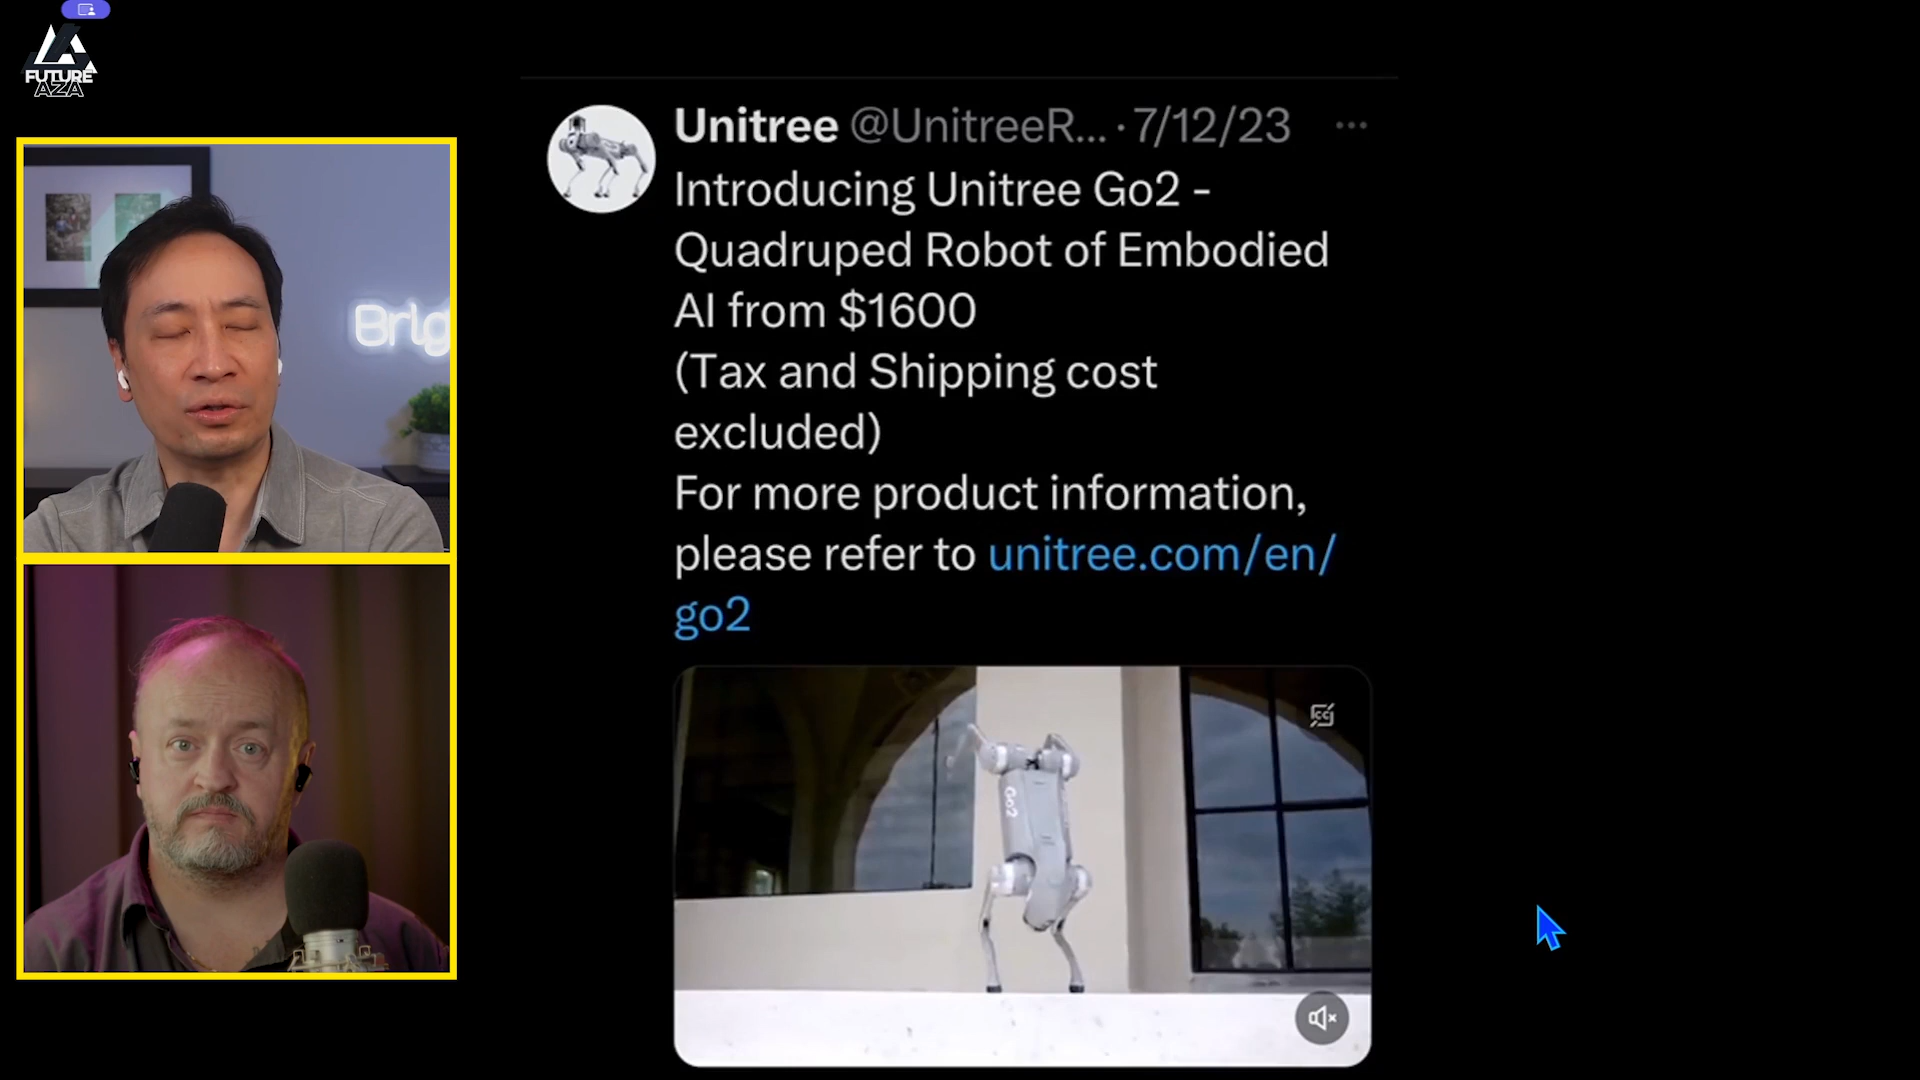 FUTURE
AZA
Brig
Unitree @UnitreeR... · 7/12/23
Introducing Unitree Go2 -
Quadruped Robot of Embodied
AI from $1600
(Tax and Shipping cost
excluded)
For more product information,
please refer to unitree.com/en/
go2
Go2